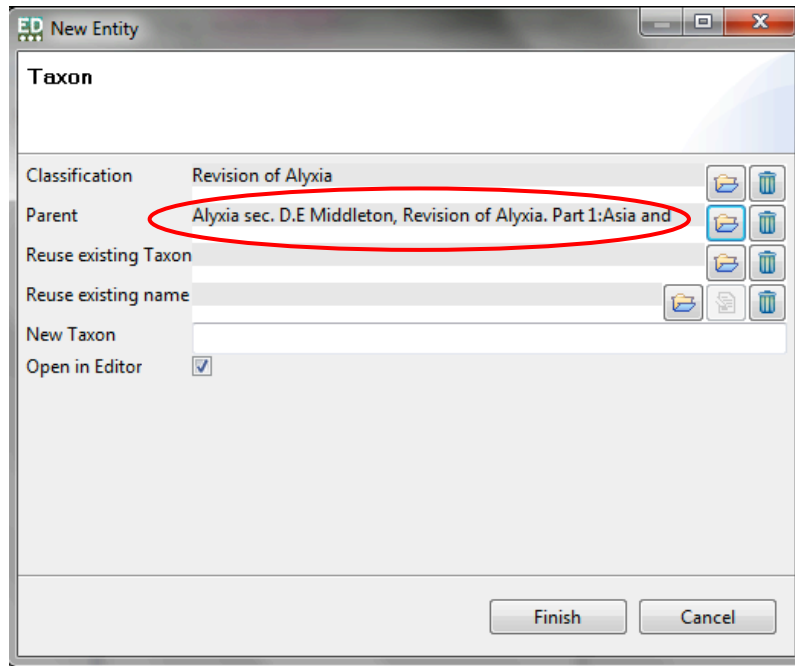 ED New Entity
Taxon
Classification Revision of Alyxia
Parent Alyxia sec. D.E Middleton, Revision of Alyxia. Part 1:Asia and
Reuse existing Taxon
Reuse existing name
New Taxon
Open in Editor
Finish Cancel